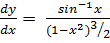 dy/dx = sin⁻¹x / (1−x²)^3/2